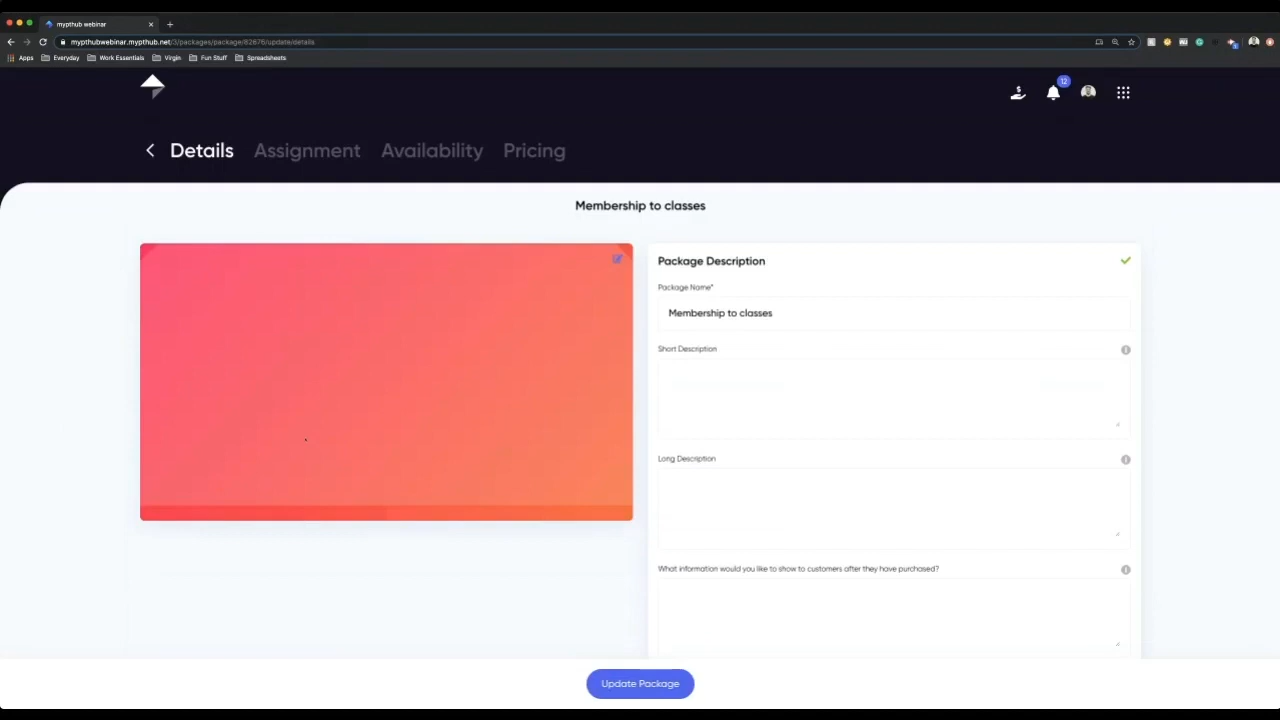 mypthub webinar
mypthubwebinar.mypthub.net/3/packages/package/82676/update/details
Apps Everyday Work Essentials Virgin Fun Stuff Spreadsheets
12
Details Assignment Availability Pricing
Membership to classes
Package Description
Package Name*
Membership to classes
Short Description
Long Description
What information would you like to show to customers after they have purchased?
Update Package